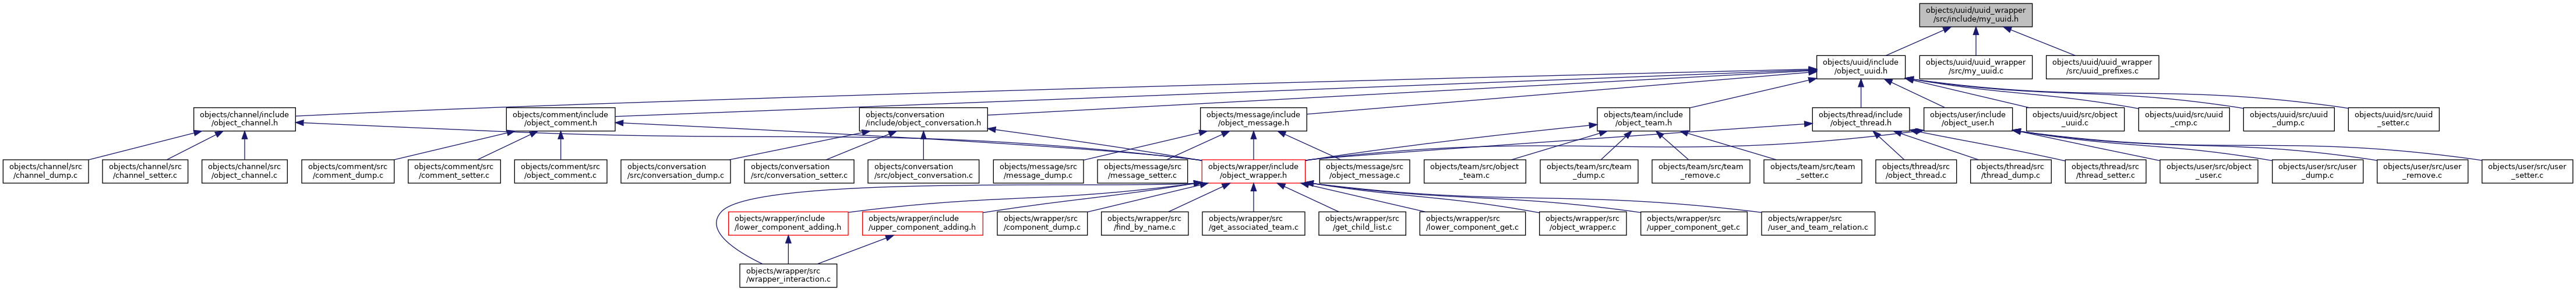 objects/uuid/uuid_wrapper
/src/include/my_uuid.h
objects/uuid/include
/object_uuid.h
objects/uuid/uuid_wrapper
/src/my_uuid.c
objects/uuid/uuid_wrapper
/src/uuid_prefixes.c
objects/channel/include
/object_channel.h
objects/comment/include
/object_comment.h
objects/conversation
/include/object_conversation.h
objects/message/include
/object_message.h
objects/team/include
/object_team.h
objects/thread/include
/object_thread.h
objects/user/include
/object_user.h
objects/uuid/src/object
_uuid.c
objects/uuid/src/uuid
_cmp.c
objects/uuid/src/uuid
_dump.c
objects/uuid/src/uuid
_setter.c
objects/channel/src
/channel_dump.c
objects/channel/src
/channel_setter.c
objects/channel/src
/object_channel.c
objects/comment/src
/comment_dump.c
objects/comment/src
/comment_setter.c
objects/comment/src
/object_comment.c
objects/conversation
/src/conversation_dump.c
objects/conversation
/src/conversation_setter.c
objects/conversation
/src/object_conversation.c
objects/message/src
/message_dump.c
objects/message/src
/message_setter.c
objects/wrapper/include
/object_wrapper.h
objects/message/src
/object_message.c
objects/team/src/object
_team.c
objects/team/src/team
_dump.c
objects/team/src/team
_remove.c
objects/team/src/team
_setter.c
objects/thread/src
/object_thread.c
objects/thread/src
/thread_dump.c
objects/thread/src
/thread_setter.c
objects/user/src/object
_user.c
objects/user/src/user
_dump.c
objects/user/src/user
_remove.c
objects/user/src/user
_setter.c
objects/wrapper/include
/lower_component_adding.h
objects/wrapper/include
/upper_component_adding.h
objects/wrapper/src
/component_dump.c
objects/wrapper/src
/find_by_name.c
objects/wrapper/src
/get_associated_team.c
objects/wrapper/src
/get_child_list.c
objects/wrapper/src
/lower_component_get.c
objects/wrapper/src
/object_wrapper.c
objects/wrapper/src
/upper_component_get.c
objects/wrapper/src
/user_and_team_relation.c
objects/wrapper/src
/wrapper_interaction.c